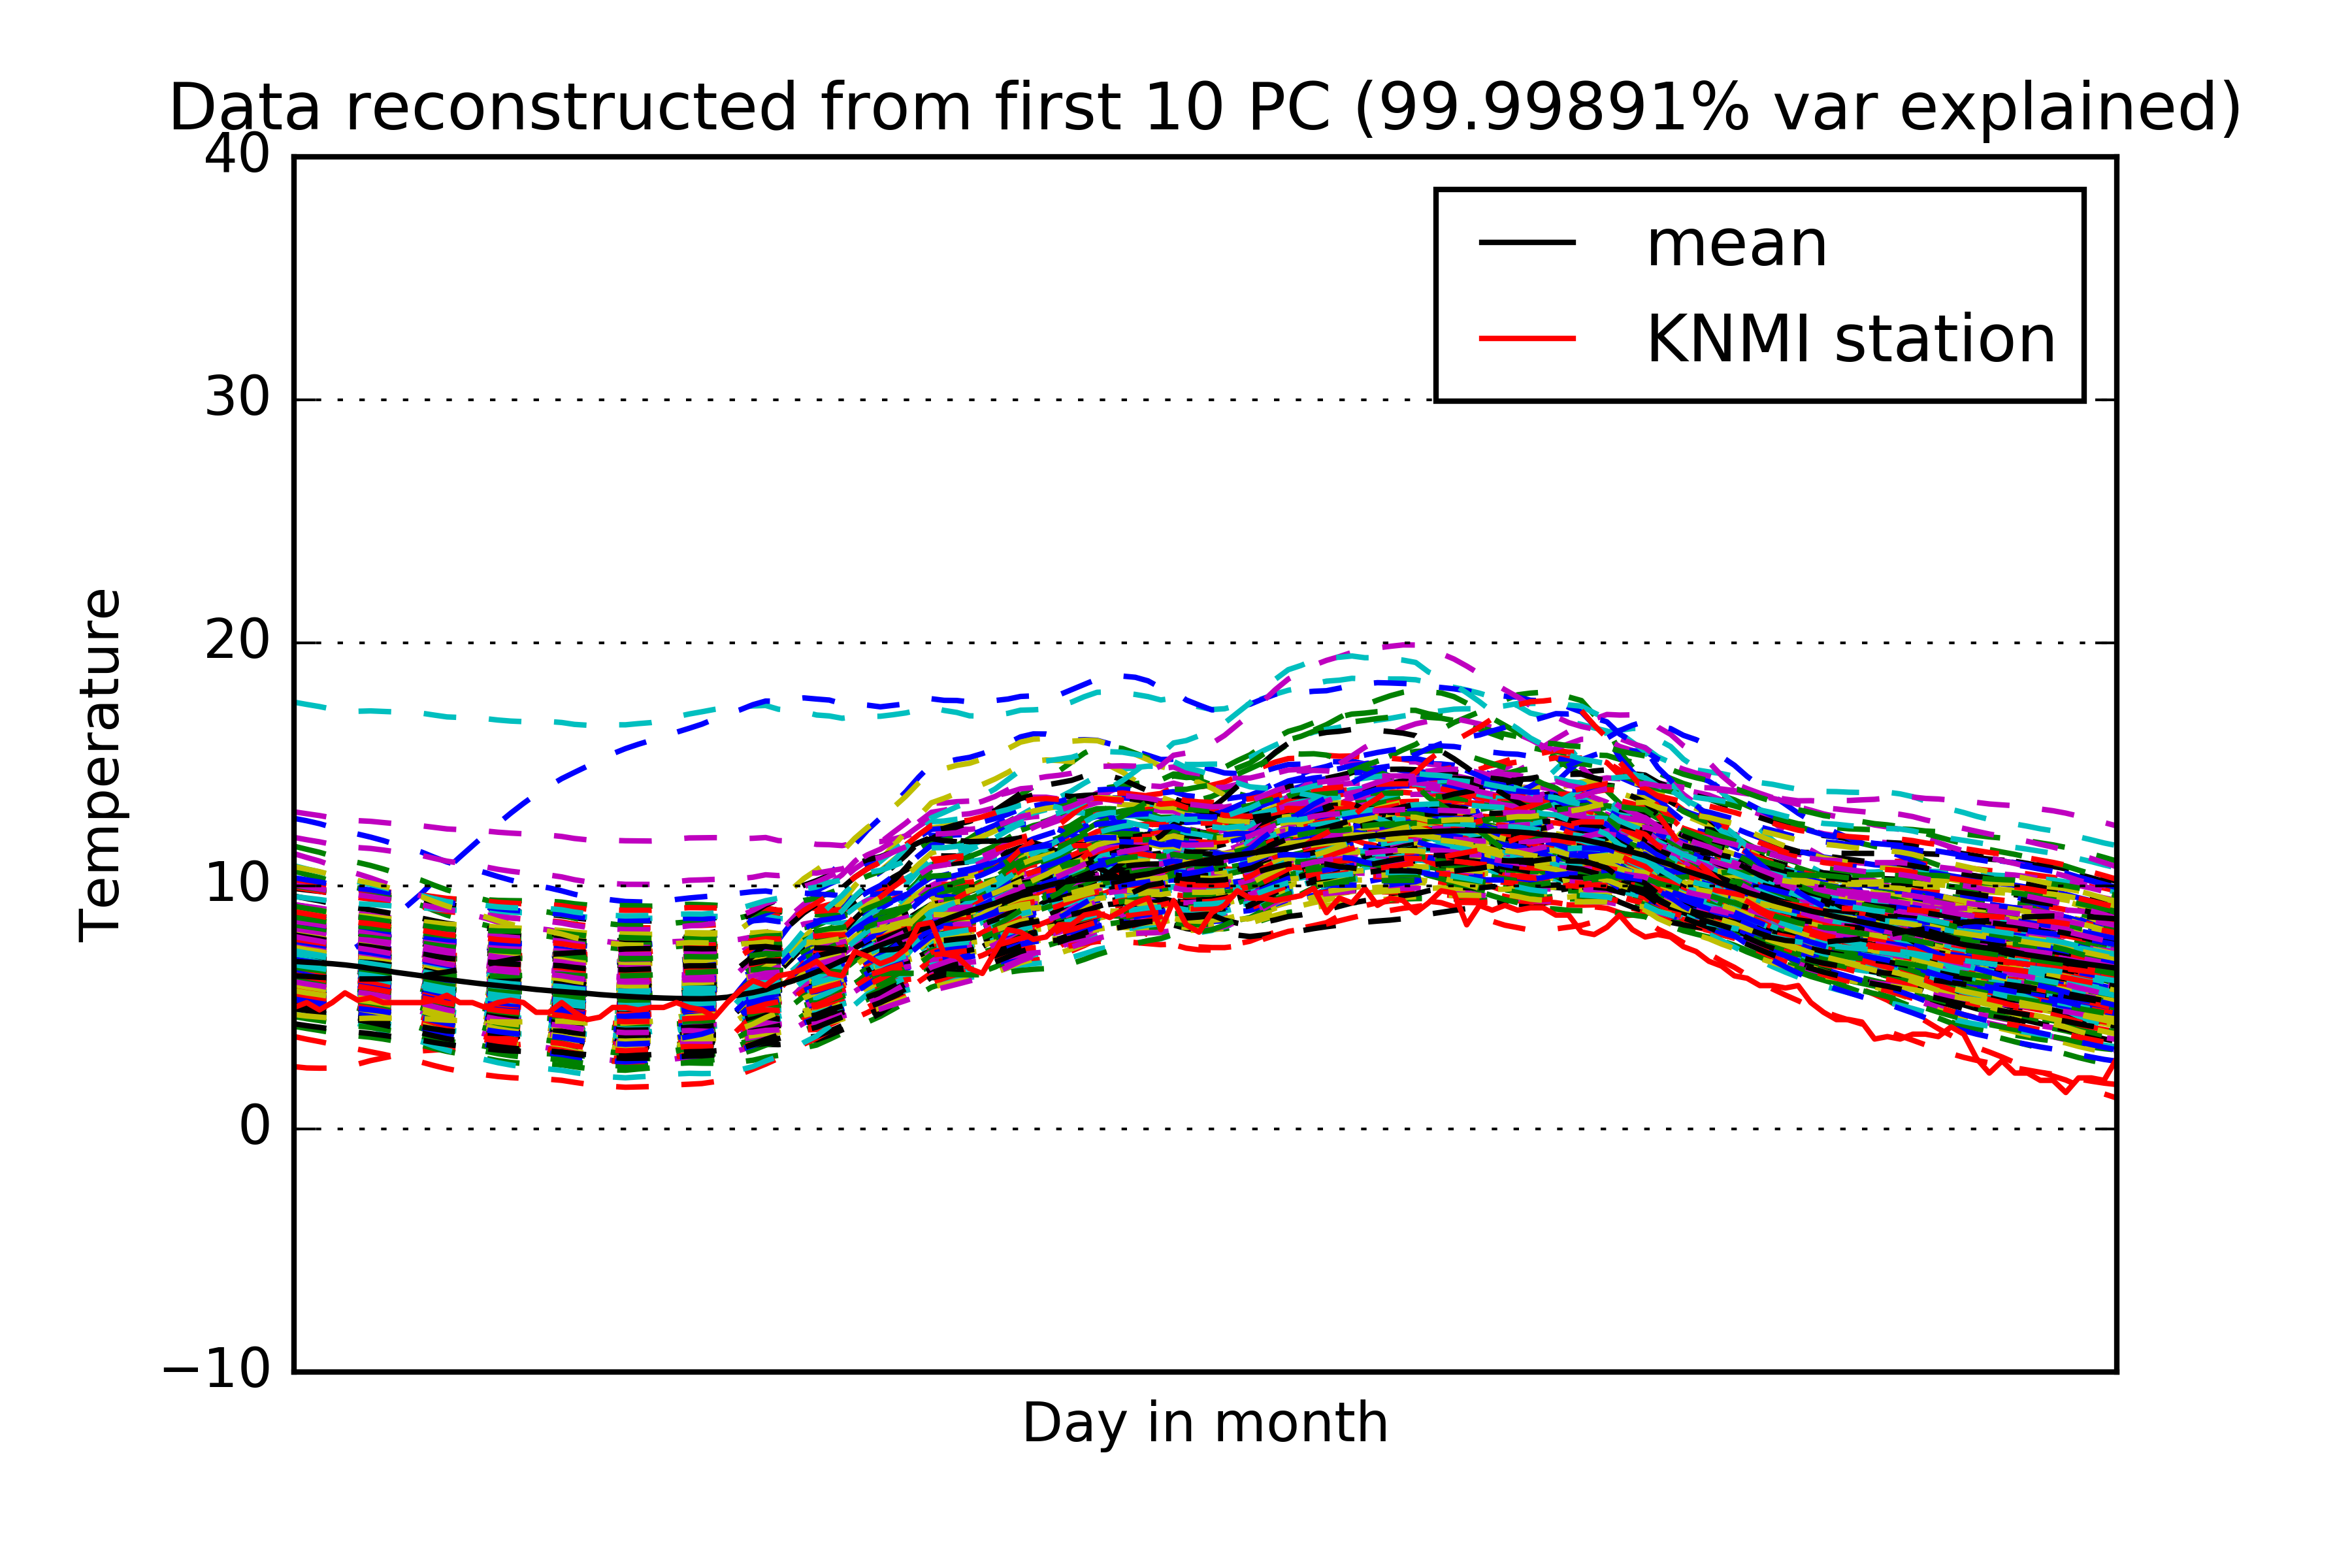 Data reconstructed from first 10 PC (99.99891% var explained)
40
30
20
10
0
−10
Temperature
mean
KNMI station
Day in month